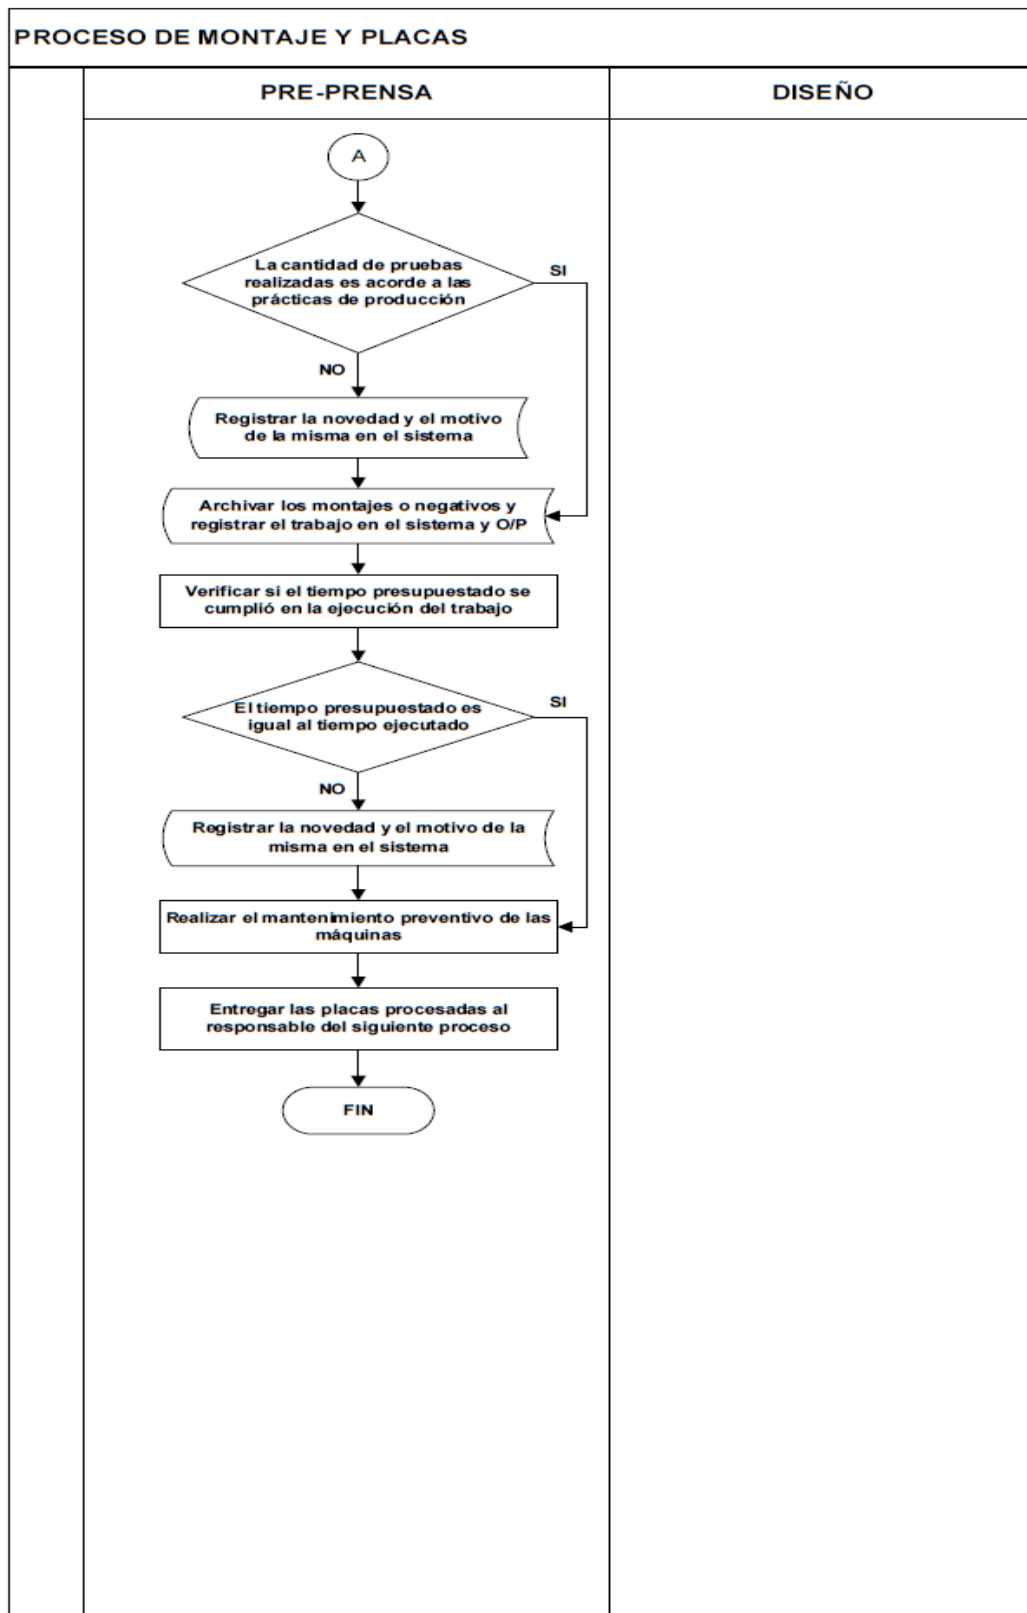 PROCESO DE MONTAJE Y PLACAS
PRE-PRENSA
DISEÑO
A
La cantidad de pruebas
realizadas es acorde a las
prácticas de producción
SI
NO
Registrar la novedad y el motivo
de la misma en el sistema
Archivar los montajes o negativos y
registrar el trabajo en el sistema y O/P
Verificar si el tiempo presupuestado se
cumplió en la ejecución del trabajo
El tiempo presupuestado es
igual al tiempo ejecutado
SI
NO
Registrar la novedad y el motivo de la
misma en el sistema
Realizar el mantenimiento preventivo de las
máquinas
Entregar las placas procesadas al
responsable del siguiente proceso
FIN